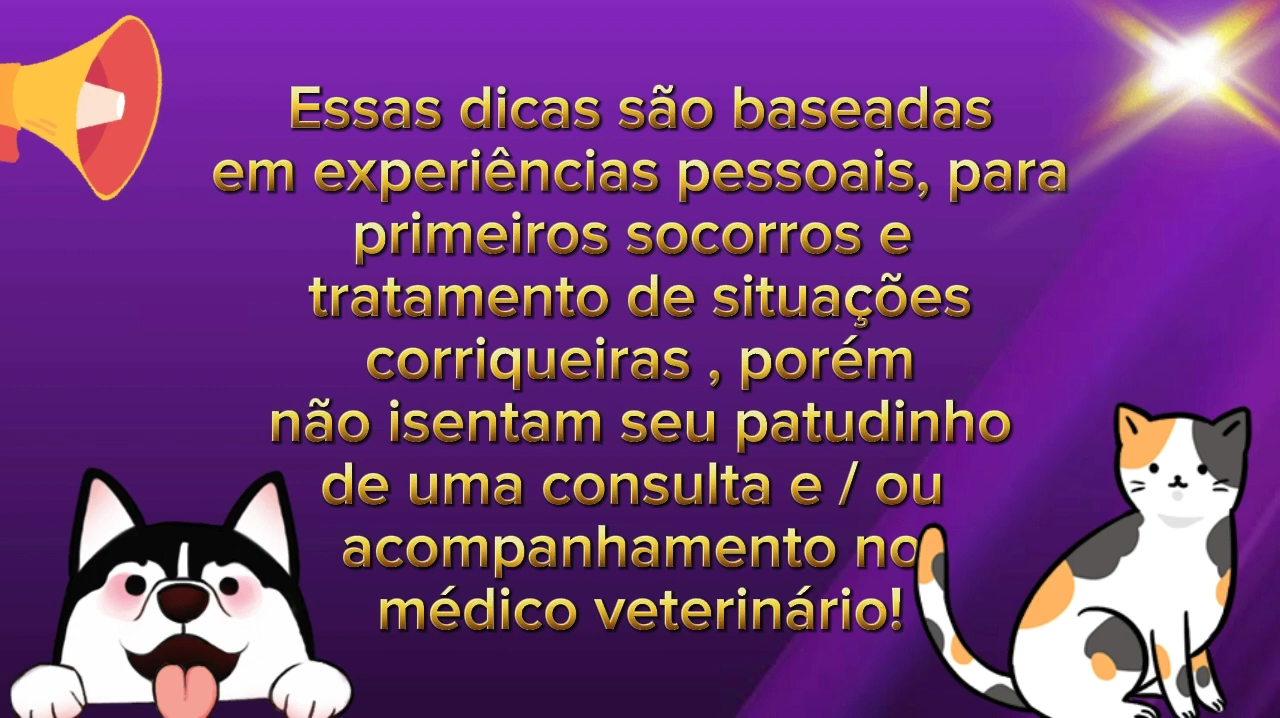 Essas dicas são baseadas
em experiências pessoais, para
primeiros socorros e
tratamento de situações
corriqueiras , porém
não isentam seu patudinho
de uma consulta e / ou
acompanhamento no
médico veterinário!